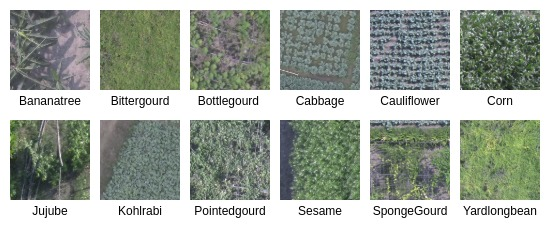 Bananatree
Bittergourd
Bottlegourd
Cabbage
Cauliflower
Corn
Jujube
Kohlrabi
Pointedgourd
Sesame
SpongeGourd
Yardlongbean